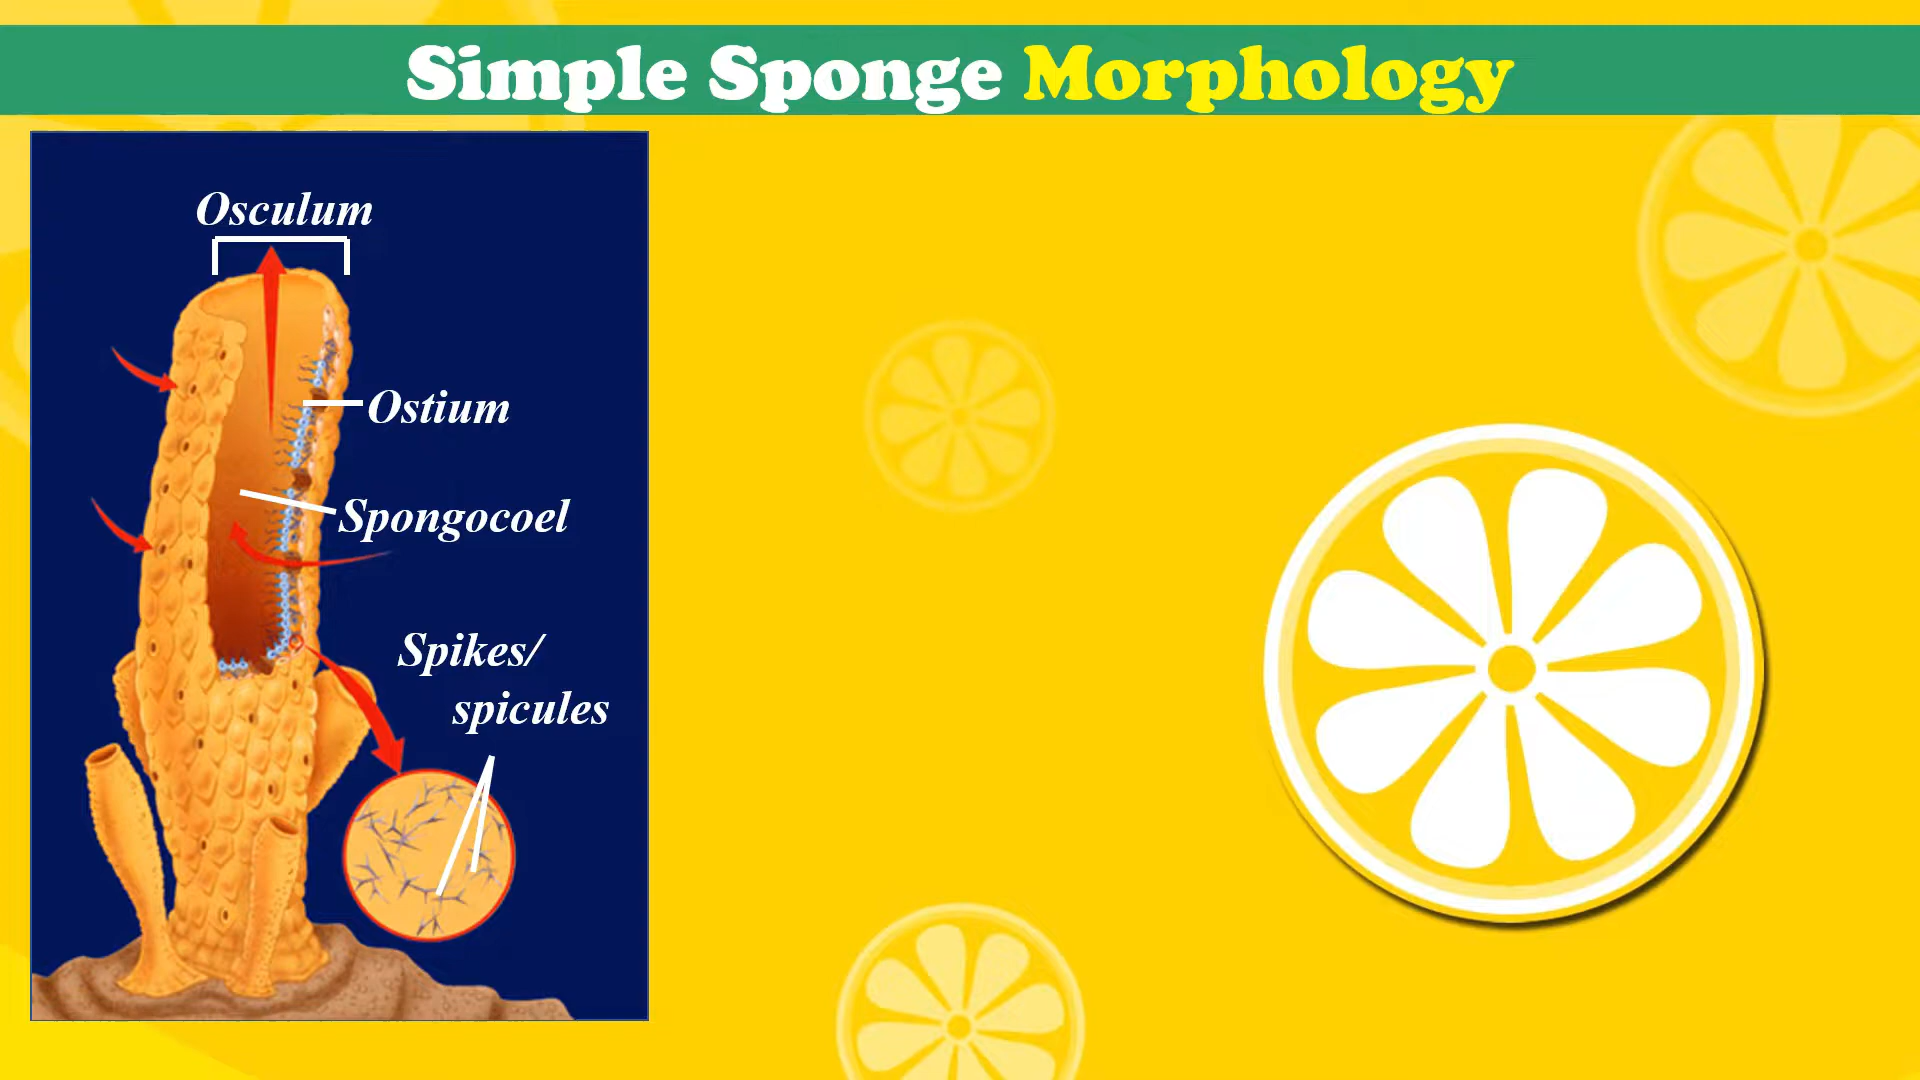 Simple Sponge Morphology
Osculum
Ostium
Spongocoel
Spikes/
spicules